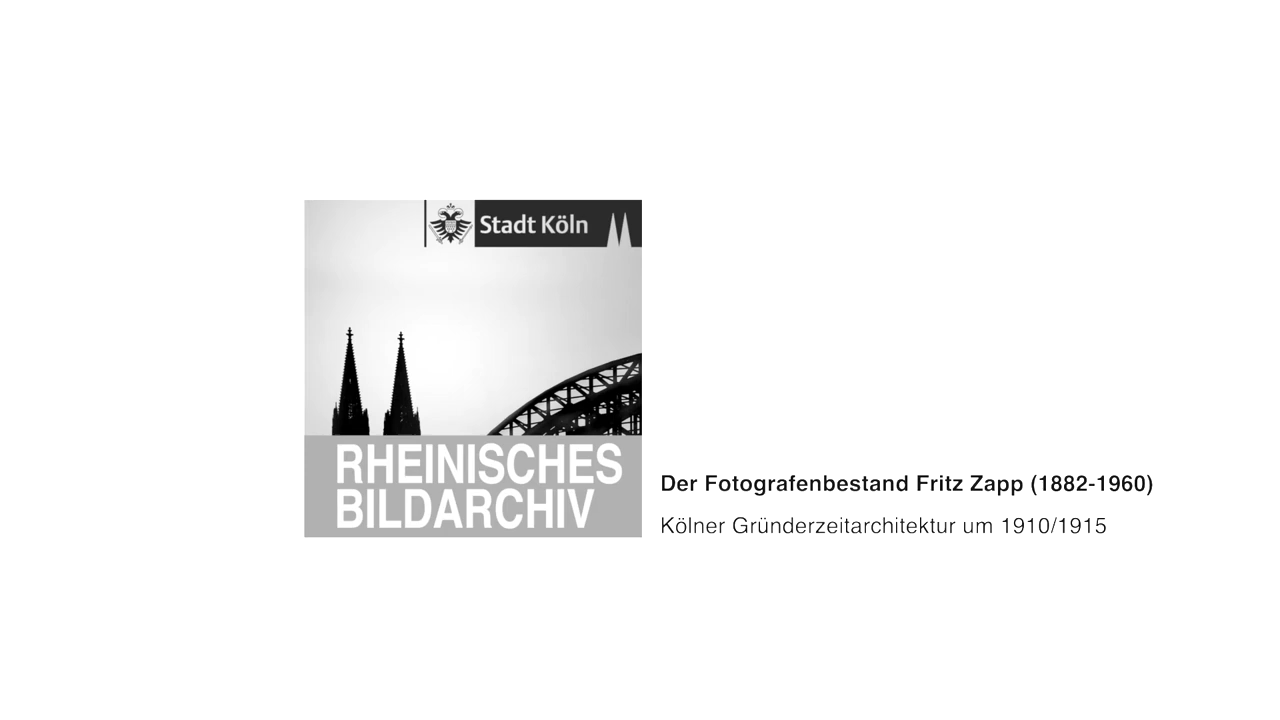 Stadt Köln
RHEINISCHES
BILDARCHIV
Der Fotografenbestand Fritz Zapp (1882-1960)
Kölner Gründerzeitarchitektur um 1910/1915